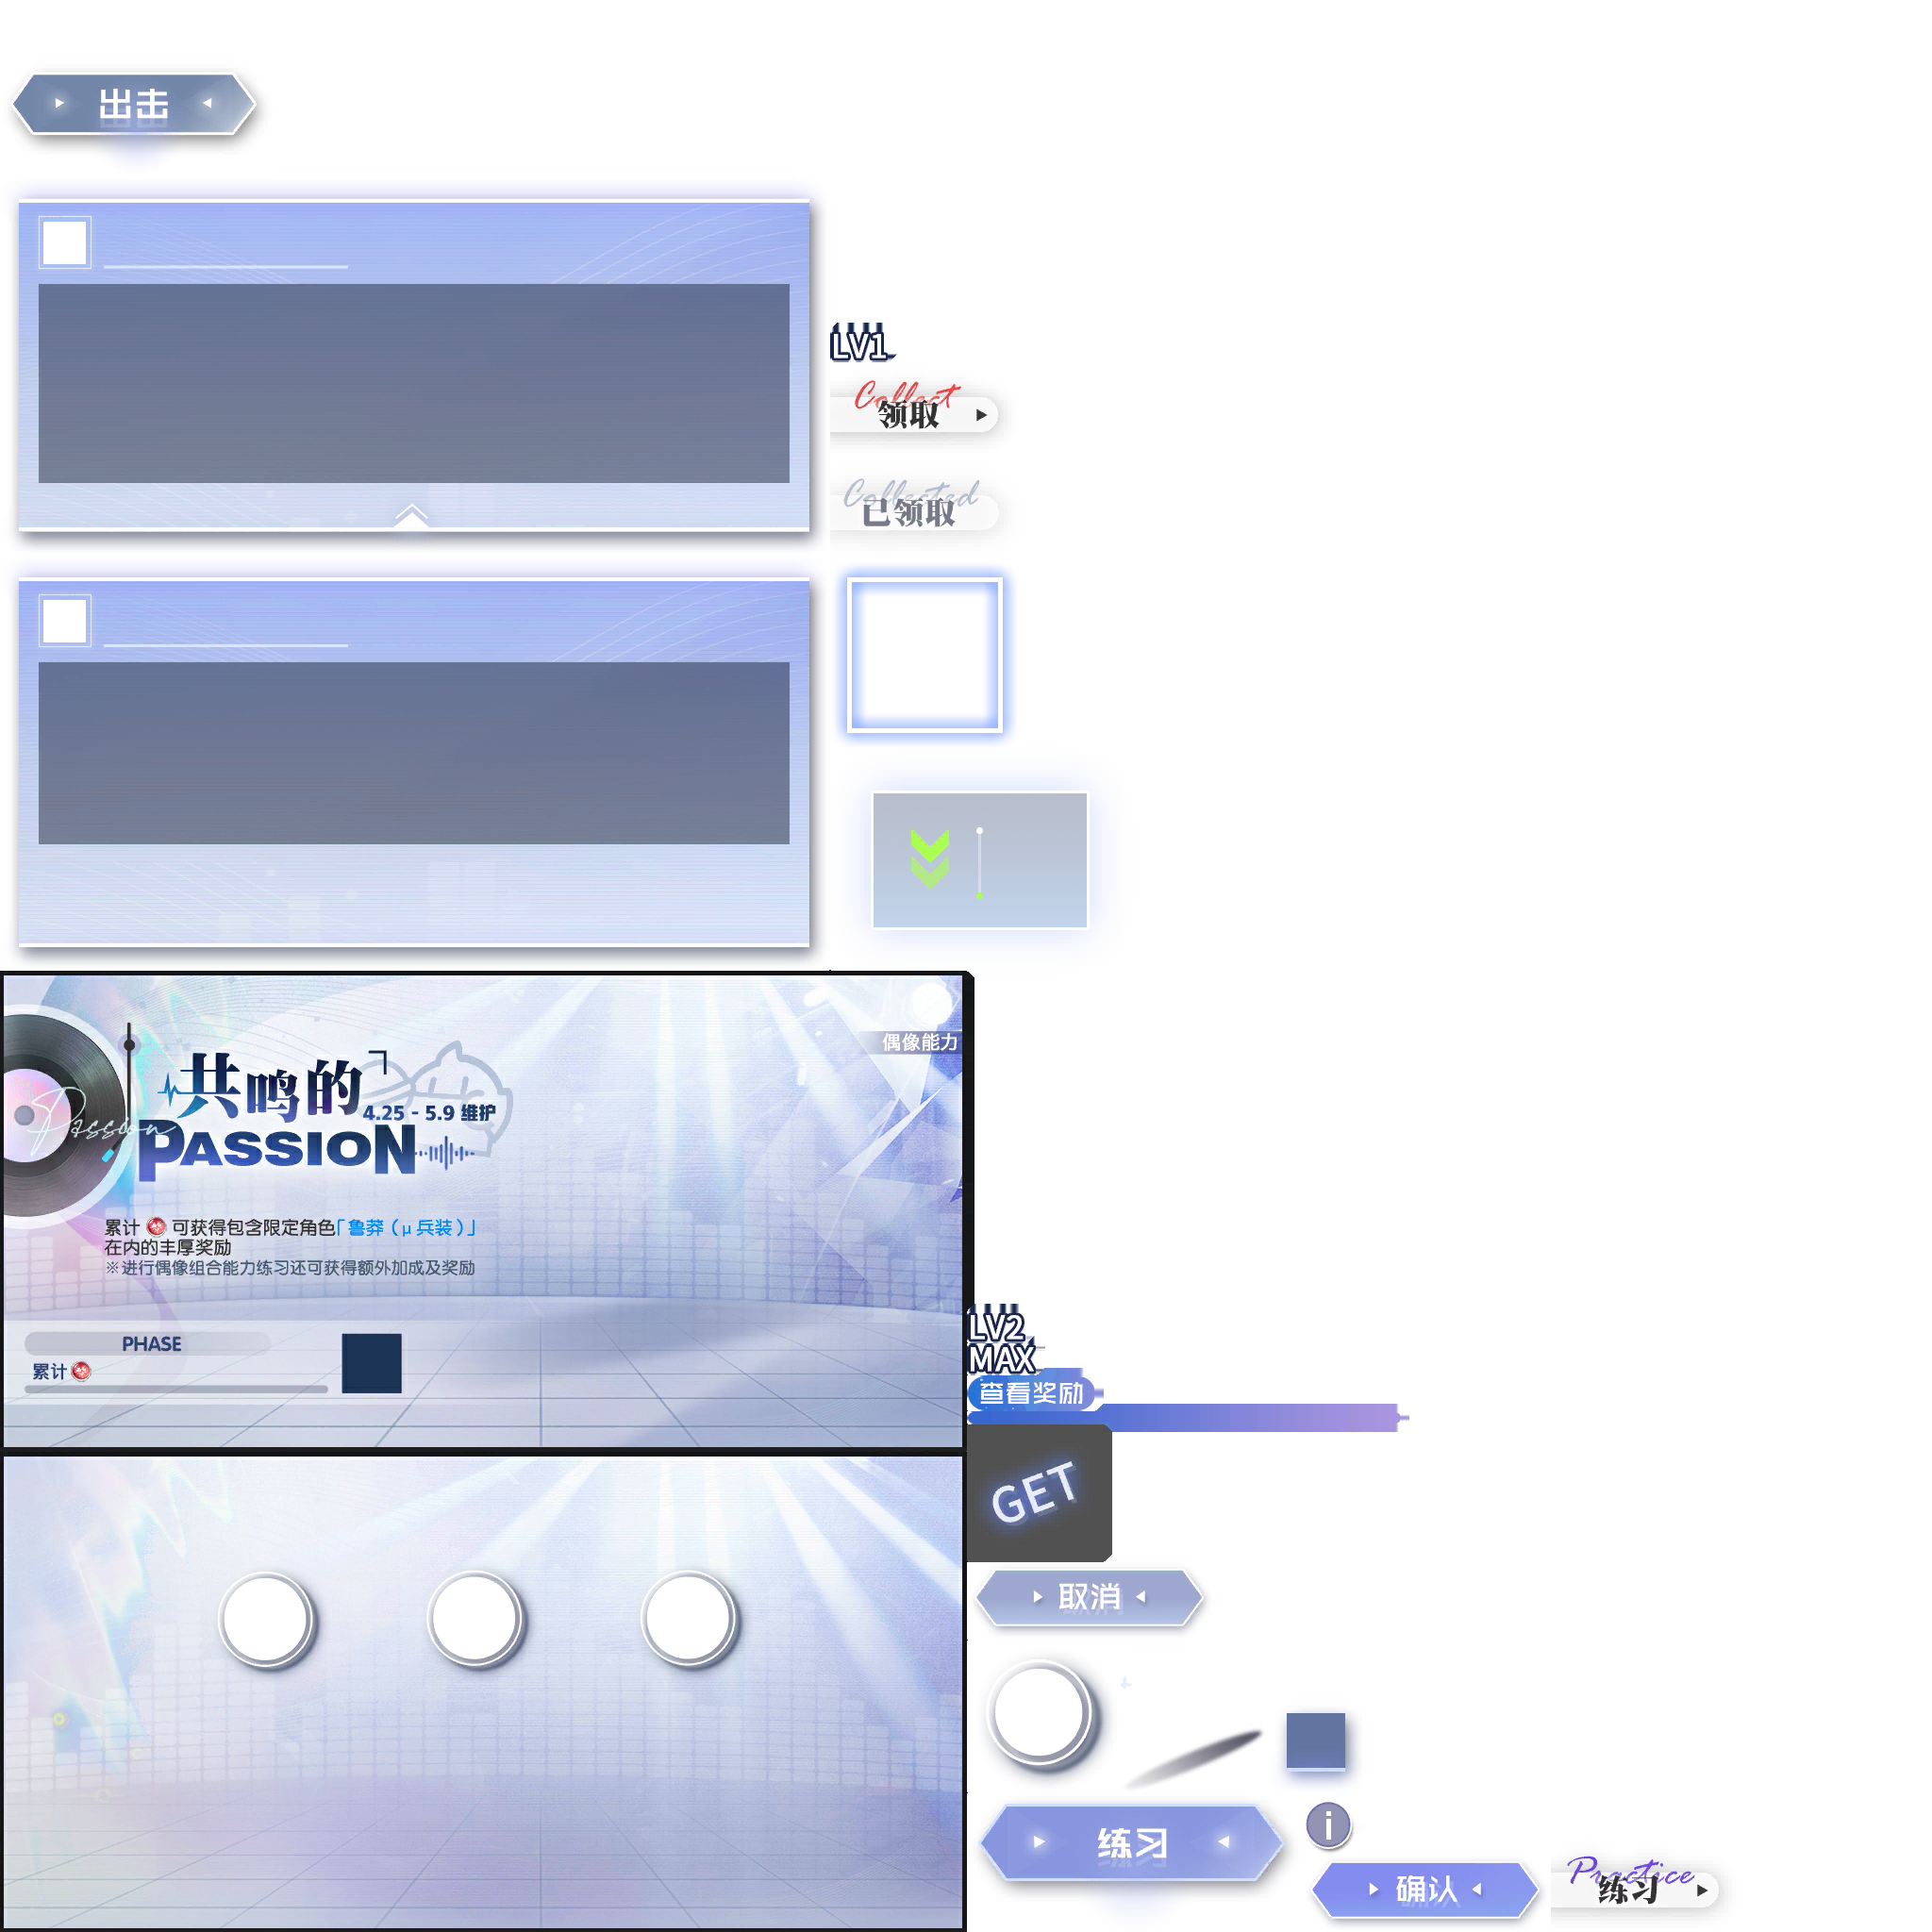 出击
LV1
Collect
领取
Collected
已领取
偶像能力
共鸣的
4.25 - 5.9 维护
Passion
PASSION
累计 可获得包含限定角色「鲁莽（μ兵装）」
在内的丰厚奖励
※进行偶像组合能力练习还可获得额外加成及奖励
PHASE
累计
LV2
MAX
查看奖励
GET
取消
练习
i
确认
Practice
练习